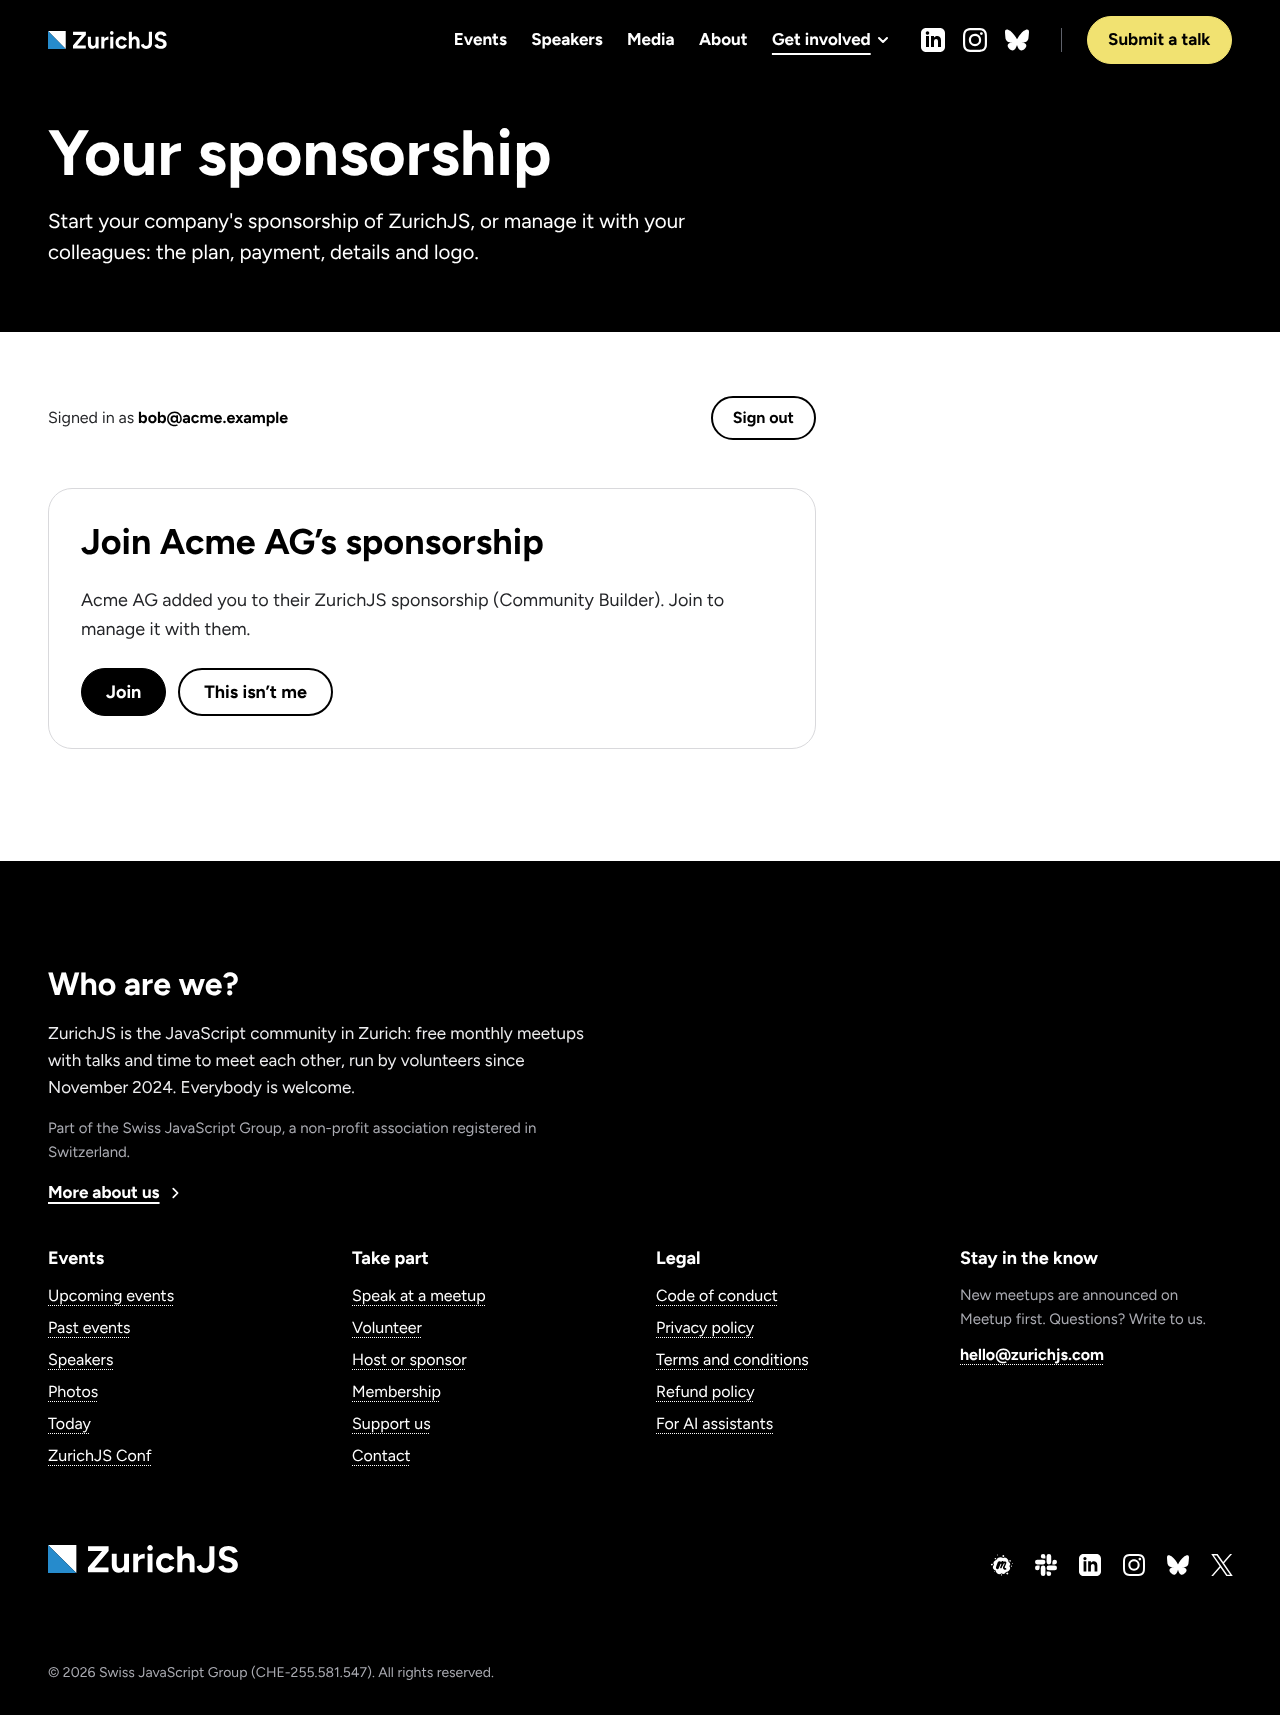 ZurichJS
Events
Speakers
Media
About
Get involved
Submit a talk
Your sponsorship
Start your company's sponsorship of ZurichJS, or manage it with your
colleagues: the plan, payment, details and logo.
Signed in as bob@acme.example
Sign out
Join Acme AG’s sponsorship
Acme AG added you to their ZurichJS sponsorship (Community Builder). Join to
manage it with them.
Join
This isn’t me
Who are we?
ZurichJS is the JavaScript community in Zurich: free monthly meetups
with talks and time to meet each other, run by volunteers since
November 2024. Everybody is welcome.
Part of the Swiss JavaScript Group, a non-profit association registered in
Switzerland.
More about us
Events
Upcoming events
Past events
Speakers
Photos
Today
ZurichJS Conf
Take part
Speak at a meetup
Volunteer
Host or sponsor
Membership
Support us
Contact
Legal
Code of conduct
Privacy policy
Terms and conditions
Refund policy
For AI assistants
Stay in the know
New meetups are announced on
Meetup first. Questions? Write to us.
hello@zurichjs.com
ZurichJS
© 2026 Swiss JavaScript Group (CHE-255.581.547). All rights reserved.